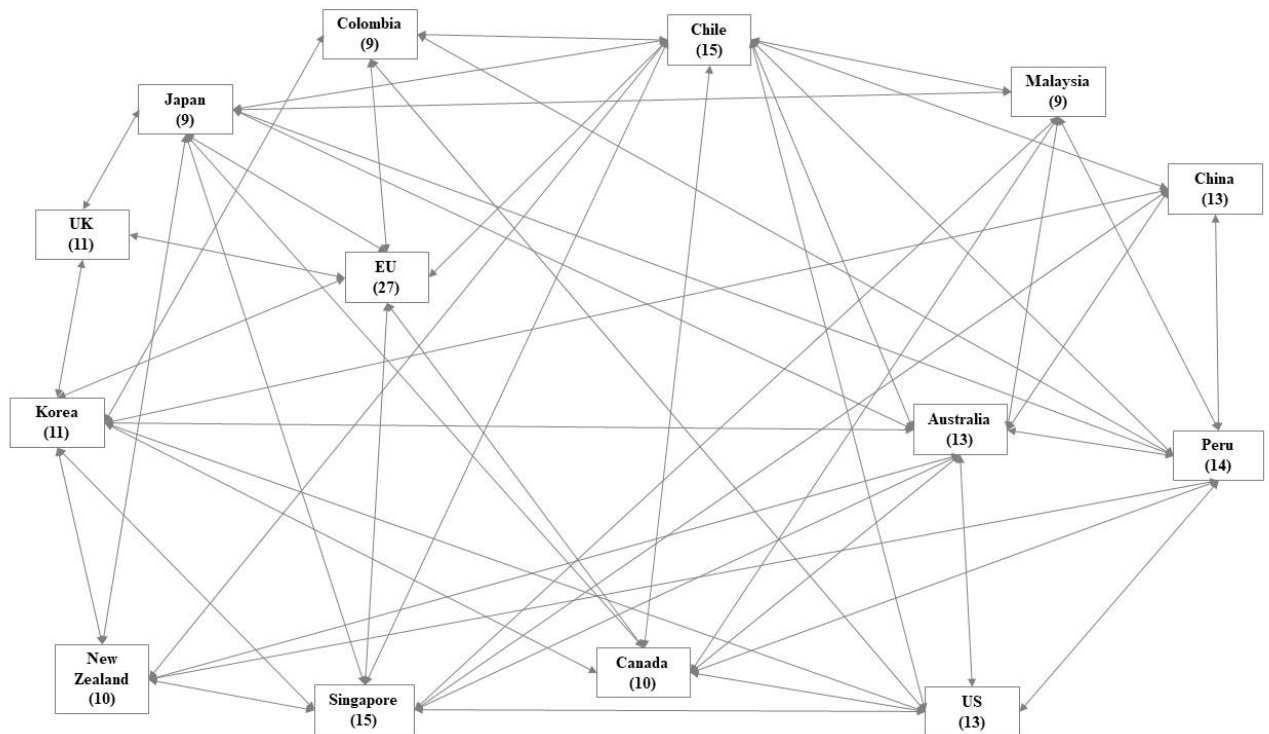 Colombia
(9)
Chile
(15)
Malaysia
(9)
Japan
(9)
China
(13)
UK
(11)
EU
(27)
Korea
(11)
Australia
(13)
Peru
(14)
New
Zealand
(10)
Singapore
(15)
Canada
(10)
US
(13)